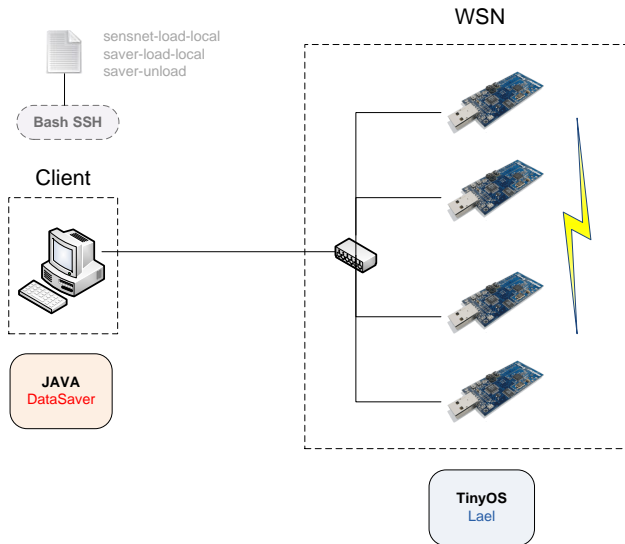 WSN
sensnet-load-local
saver-load-local
saver-unload
Bash SSH
Client
JAVA
DataSaver
TinyOS
Lael